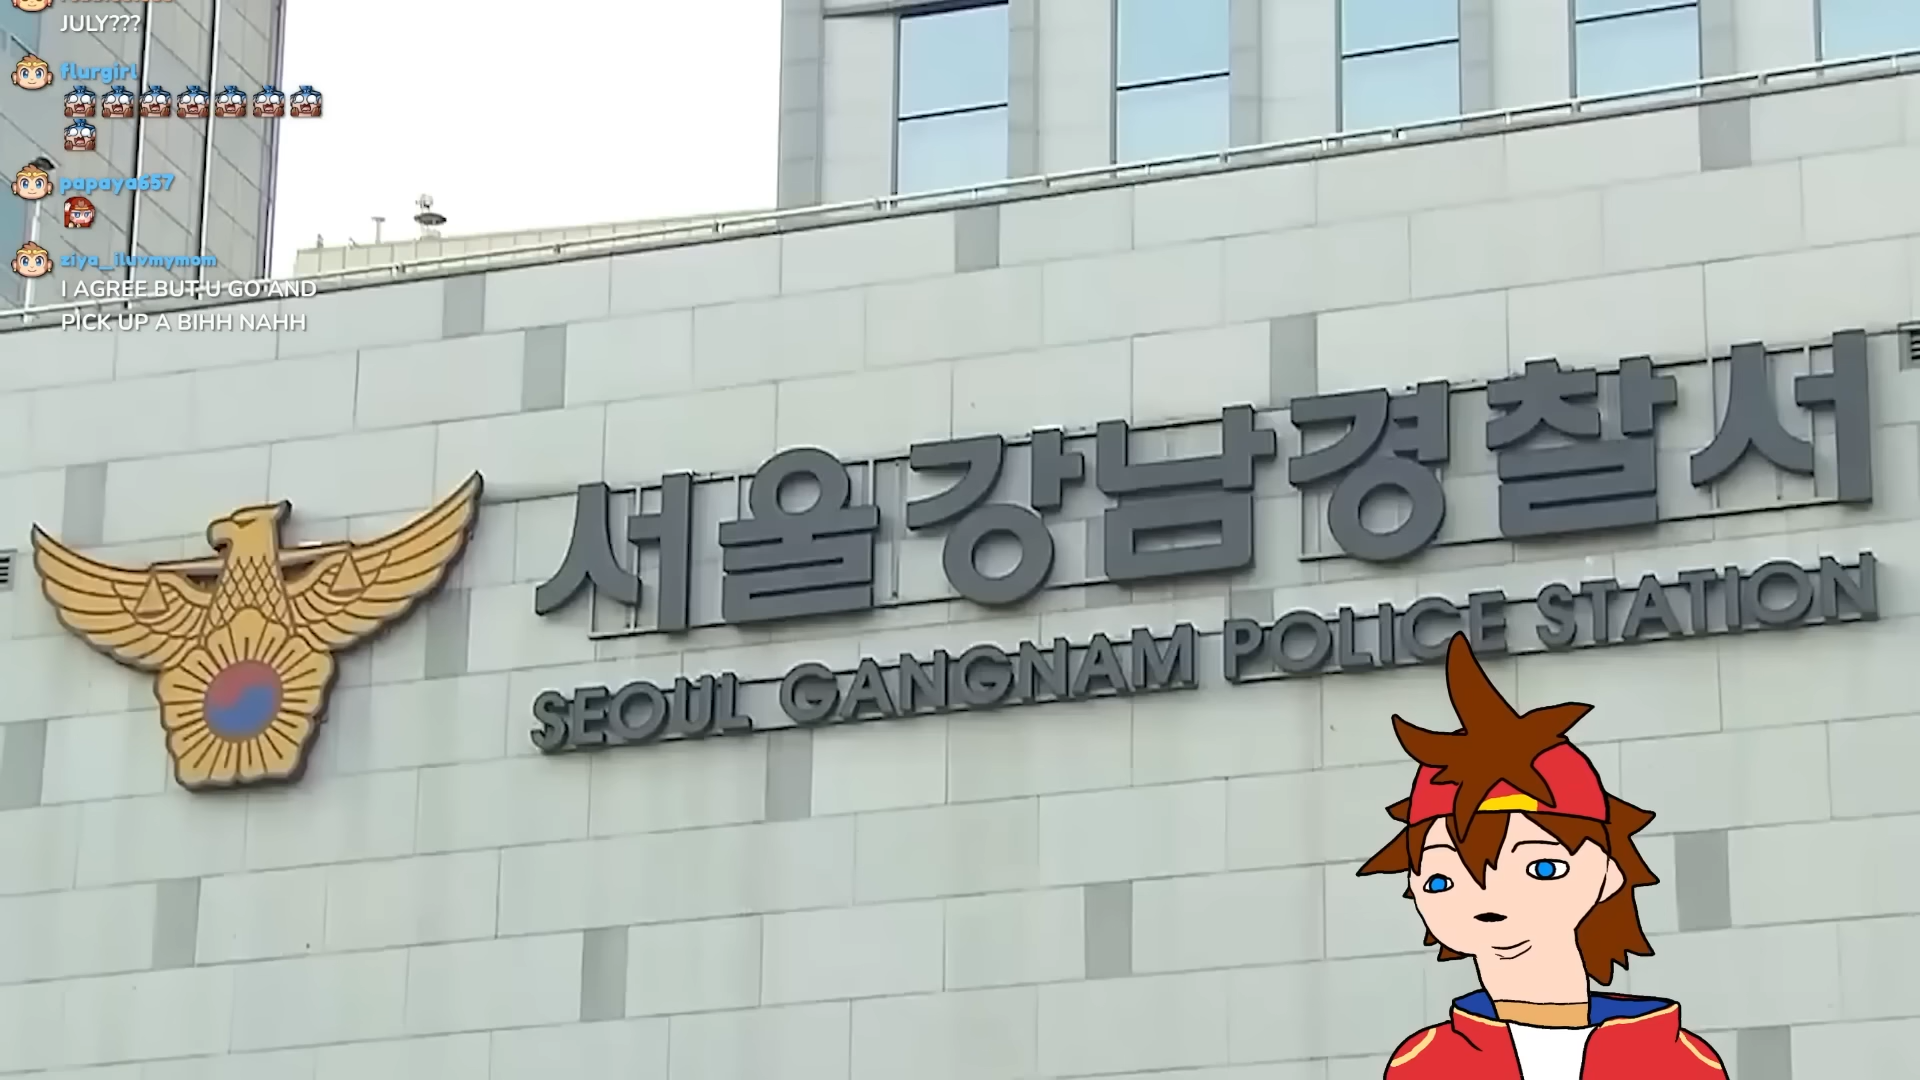 JULY???
flurgirl
papaya657
ziya_1luvmymom
I AGREE BUT U GO AND
PICK UP A BIHH NAHH
서울강남경찰서
SEOUL GANGNAM POLICE STATION